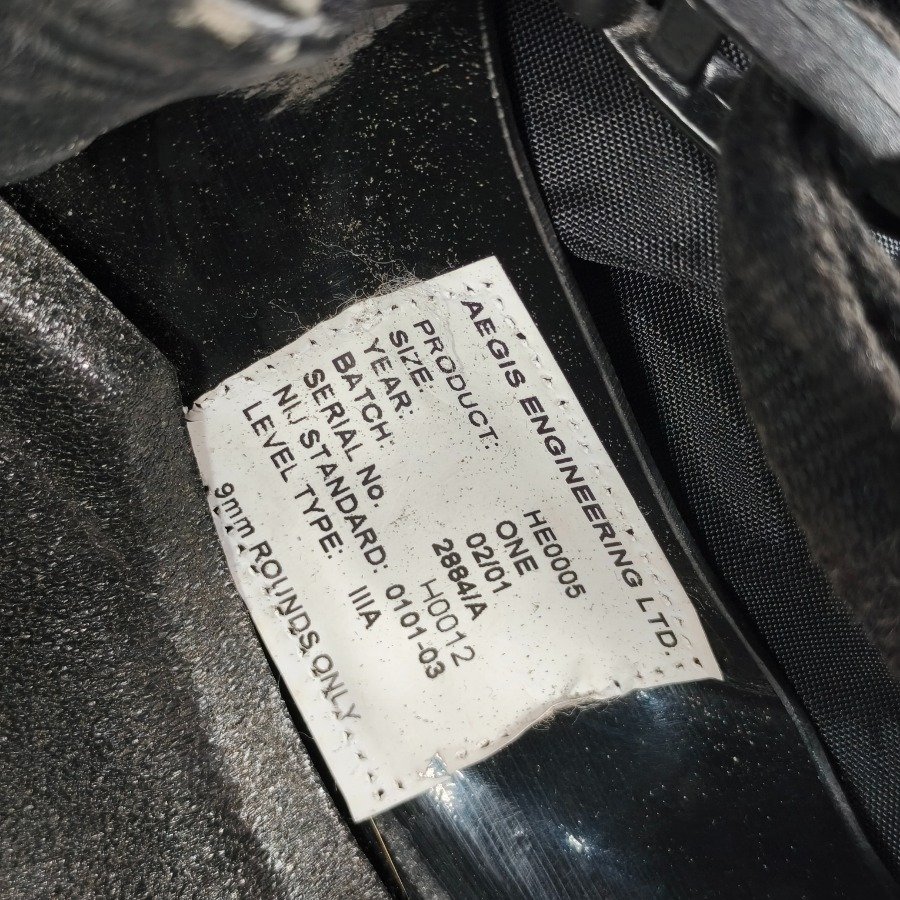 AEGIS ENGINEERING LTD.
PRODUCT: HE0005
SIZE: ONE
YEAR: 02/01
BATCH: 2884/A
SERIAL No. H0012
NIJ STANDARD: 0101-03
LEVEL TYPE: IIIA
9mm ROUNDS ONLY